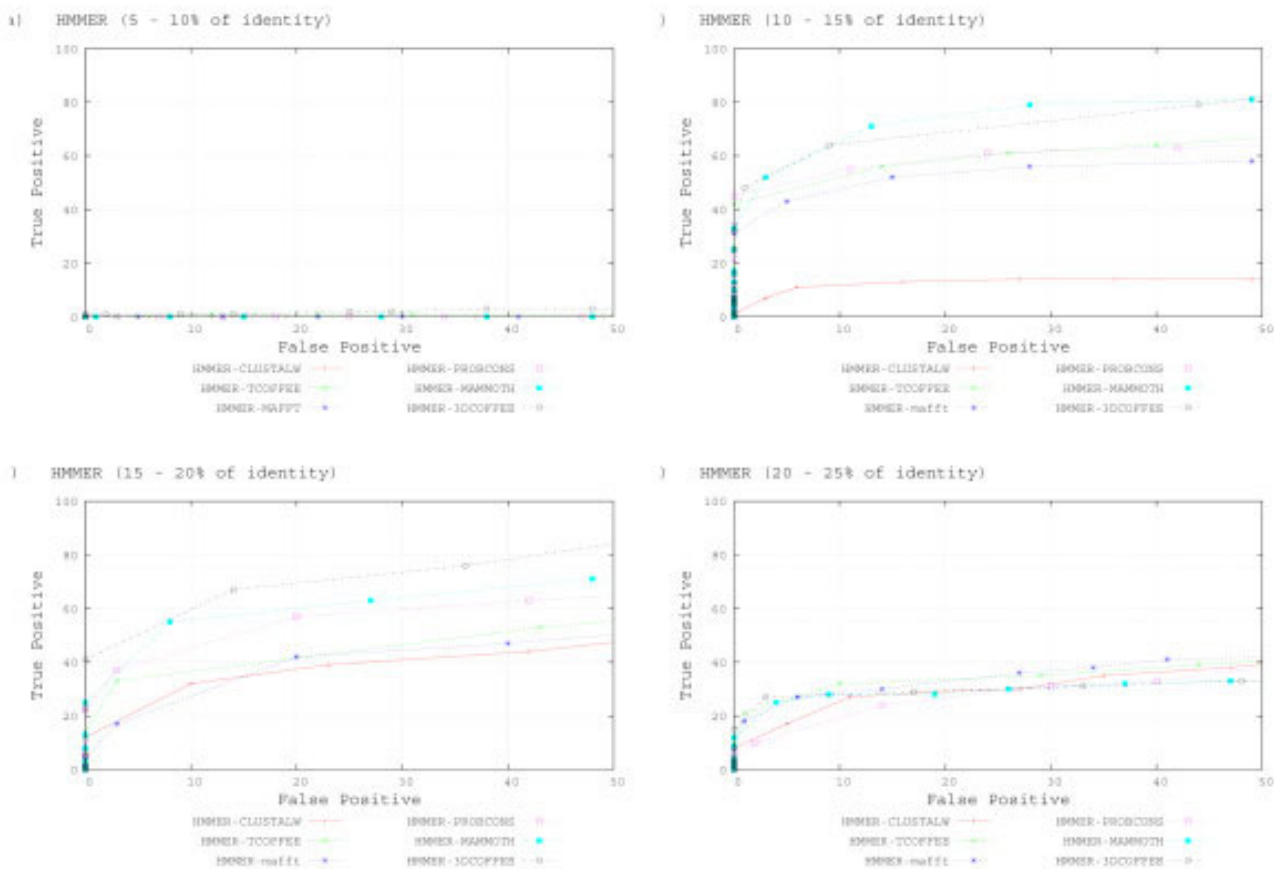 a) HMMER (5 - 10% of identity)
) HMMER (10 - 15% of identity)
100
80
60
40
20
0
True Positive
0 10 20 30 40 50
False Positive
HMMER-CLUSTALW HMMER-PROBCONS
HMMER-TCOFFEE HMMER-MAMMOTH
HMMER-MAFFT HMMER-3DCOFFEE
100
80
60
40
20
0
True Positive
0 10 20 30 40 50
False Positive
HMMER-CLUSTALW HMMER-PROBCONS
HMMER-TCOFFEE HMMER-MAMMOTH
HMMER-mafft HMMER-3DCOFFEE
) HMMER (15 - 20% of identity)
) HMMER (20 - 25% of identity)
100
80
60
40
20
0
True Positive
0 10 20 30 40 50
False Positive
HMMER-CLUSTALW HMMER-PROBCONS
HMMER-TCOFFEE HMMER-MAMMOTH
HMMER-mafft HMMER-3DCOFFEE
100
80
60
40
20
0
True Positive
0 10 20 30 40 50
False Positive
HMMER-CLUSTALW HMMER-PROBCONS
HMMER-TCOFFEE HMMER-MAMMOTH
HMMER-mafft HMMER-3DCOFFEE